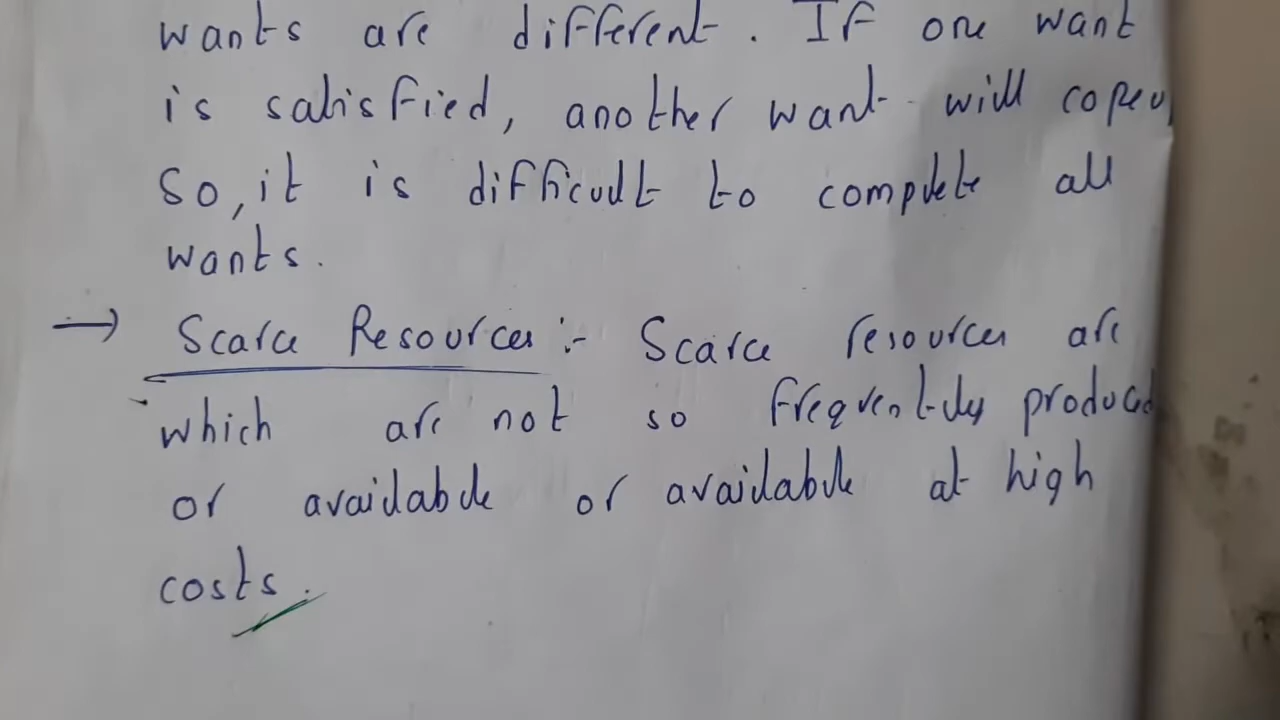 wants are different. If one want
is satisfied, another want will
So, it is difficult to complete all
wants.
→ Scarce Resources :- Scarce resources are
which are not so frequently produced
or available or available at high
costs.